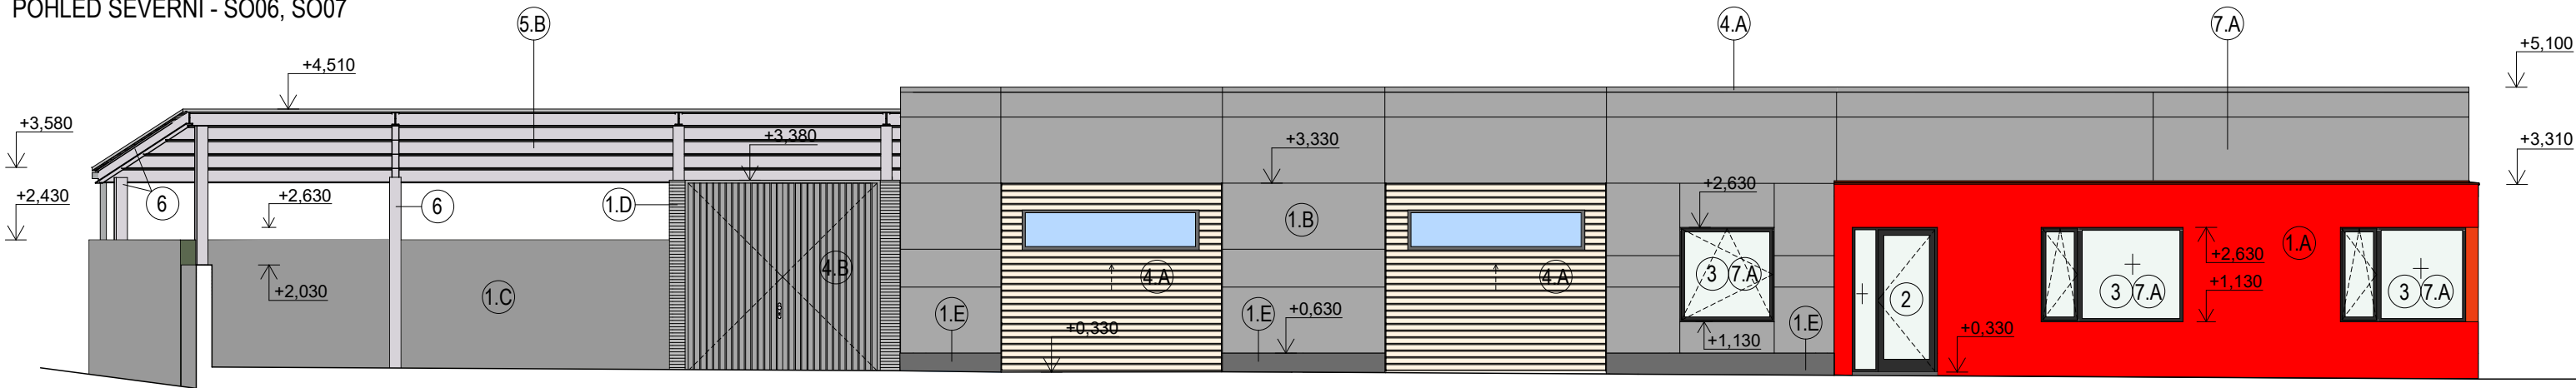 POHLED SEVERNÍ - SO06, SO07
5.B
4.A
7.A
+5,100
+4,510
+3,580
+3,380
+3,330
+3,310
+2,430
6
+2,630
6
1.D
1.B
+2,630
1.A
+2,630
4.B
4.A
4.A
3
7.A
1.C
+2,030
+1,130
3
7.A
3
7.A
2
1.E
1.E
+0,630
1.E
+0,330
+1,130
+0,330